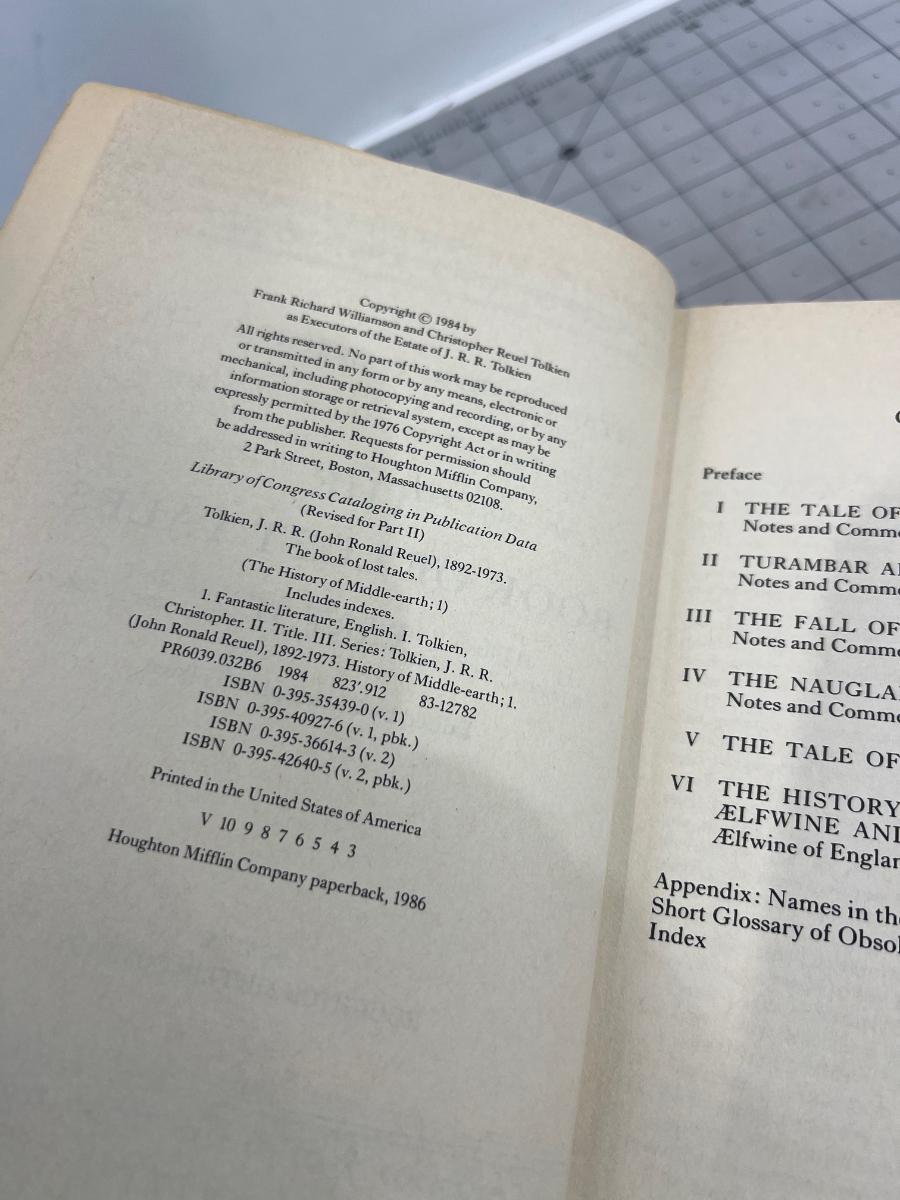 Copyright © 1984 by
Frank Richard Williamson and Christopher Reuel Tolkien
as Executors of the Estate of J. R. R. Tolkien
All rights reserved. No part of this work may be reproduced
or transmitted in any form or by any means, electronic or
mechanical, including photocopying and recording, or by any
information storage or retrieval system, except as may be
expressly permitted by the 1976 Copyright Act or in writing
from the publisher. Requests for permission should
be addressed in writing to Houghton Mifflin Company,
2 Park Street, Boston, Massachusetts 02108.
Library of Congress Cataloging in Publication Data
(Revised for Part II)
Tolkien, J. R. R. (John Ronald Reuel), 1892-1973.
The book of lost tales.
(The History of Middle-earth; 1)
Includes indexes.
1. Fantastic literature, English. I. Tolkien,
Christopher. II. Title. III. Series: Tolkien, J. R. R.
(John Ronald Reuel), 1892-1973. History of Middle-earth; 1.
PR6039.032B6 1984 823'.912 83-12782
ISBN 0-395-35439-0 (v. 1)
ISBN 0-395-40927-6 (v. 1, pbk.)
ISBN 0-395-36614-3 (v. 2)
ISBN 0-395-42640-5 (v. 2, pbk.)
Printed in the United States of America
V 10 9 8 7 6 5 4 3
Houghton Mifflin Company paperback, 1986
Preface
I THE TALE OF
Notes and Comme
II TURAMBAR A
Notes and Comme
III THE FALL OF
Notes and Comme
IV THE NAUGLA
Notes and Comme
V THE TALE OF
VI THE HISTORY
ÆLFWINE AN
Ælfwine of Englan
Appendix: Names in the
Short Glossary of Obsol
Index